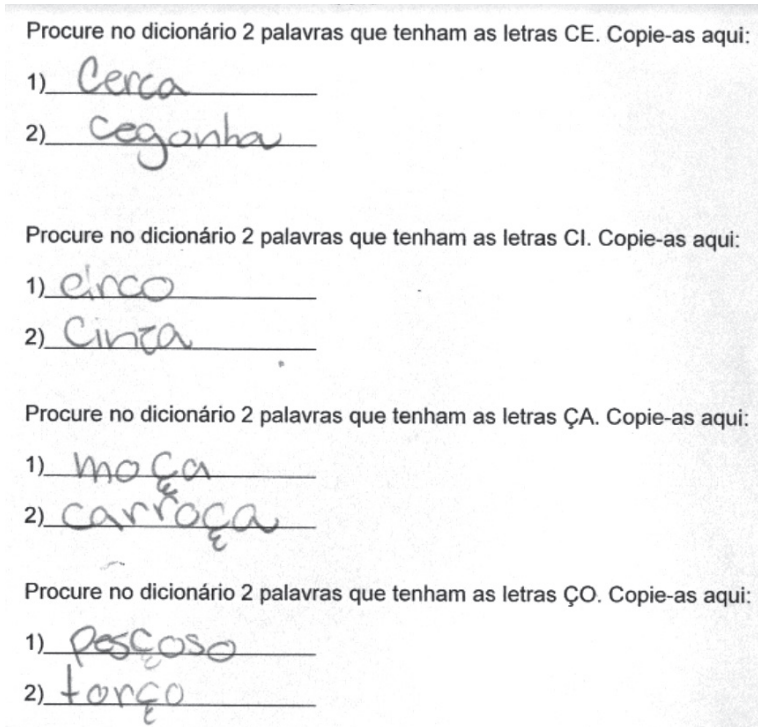 Procure no dicionário 2 palavras que tenham as letras CE. Copie-as aqui:
1) Cerca
2) cegonha
Procure no dicionário 2 palavras que tenham as letras CI. Copie-as aqui:
1) circo
2) Cinza
Procure no dicionário 2 palavras que tenham as letras ÇA. Copie-as aqui:
1) moça
2) carroça
Procure no dicionário 2 palavras que tenham as letras ÇO. Copie-as aqui:
1) pesçoso
2) torço